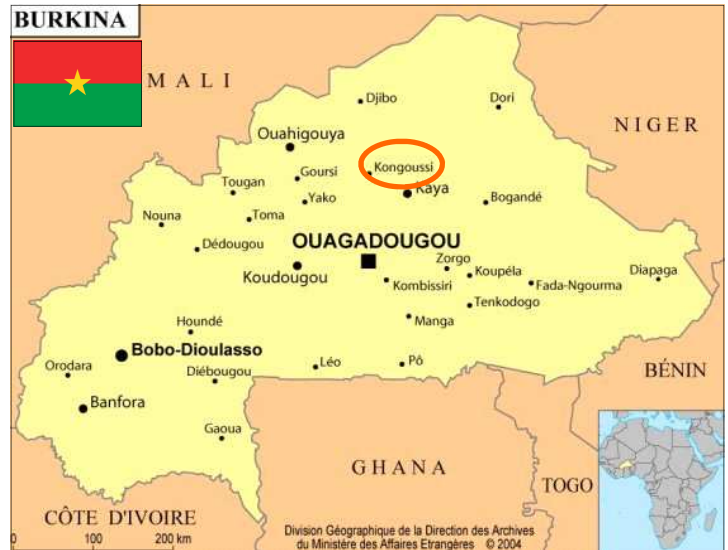 BURKINA
MALI
Djibo
Dori
NIGER
Ouahigouya
Goursi
Kongoussi
Kaya
Tougan
Yako
Bogandé
Nouna
Toma
Dédougou
OUAGADOUGOU
Zorgo
Koudougou
Koupéla
Diapaga
Kombissiri
Fada-Ngourma
Tenkodogo
Manga
Houndé
Bobo-Dioulasso
Léo
Pô
Orodara
Diébougou
BÉNIN
Banfora
Gaoua
GHANA
TOGO
CÔTE D'IVOIRE
0 100 200 km
Division Géographique de la Direction des Archives
du Ministère des Affaires Etrangères © 2004